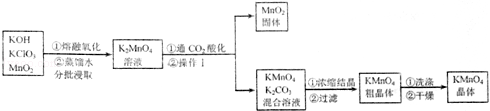 KOH
KClO₃
MnO₂
①熔融氧化
②蒸馏水
分批浸取
K₂MnO₄
溶液
①通CO₂酸化
②操作 I
MnO₂
固体
KMnO₄
K₂CO₃
混合溶液
①浓缩结晶
②过滤
KMnO₄
粗晶体
①洗涤
②干燥
KMnO₄
晶体